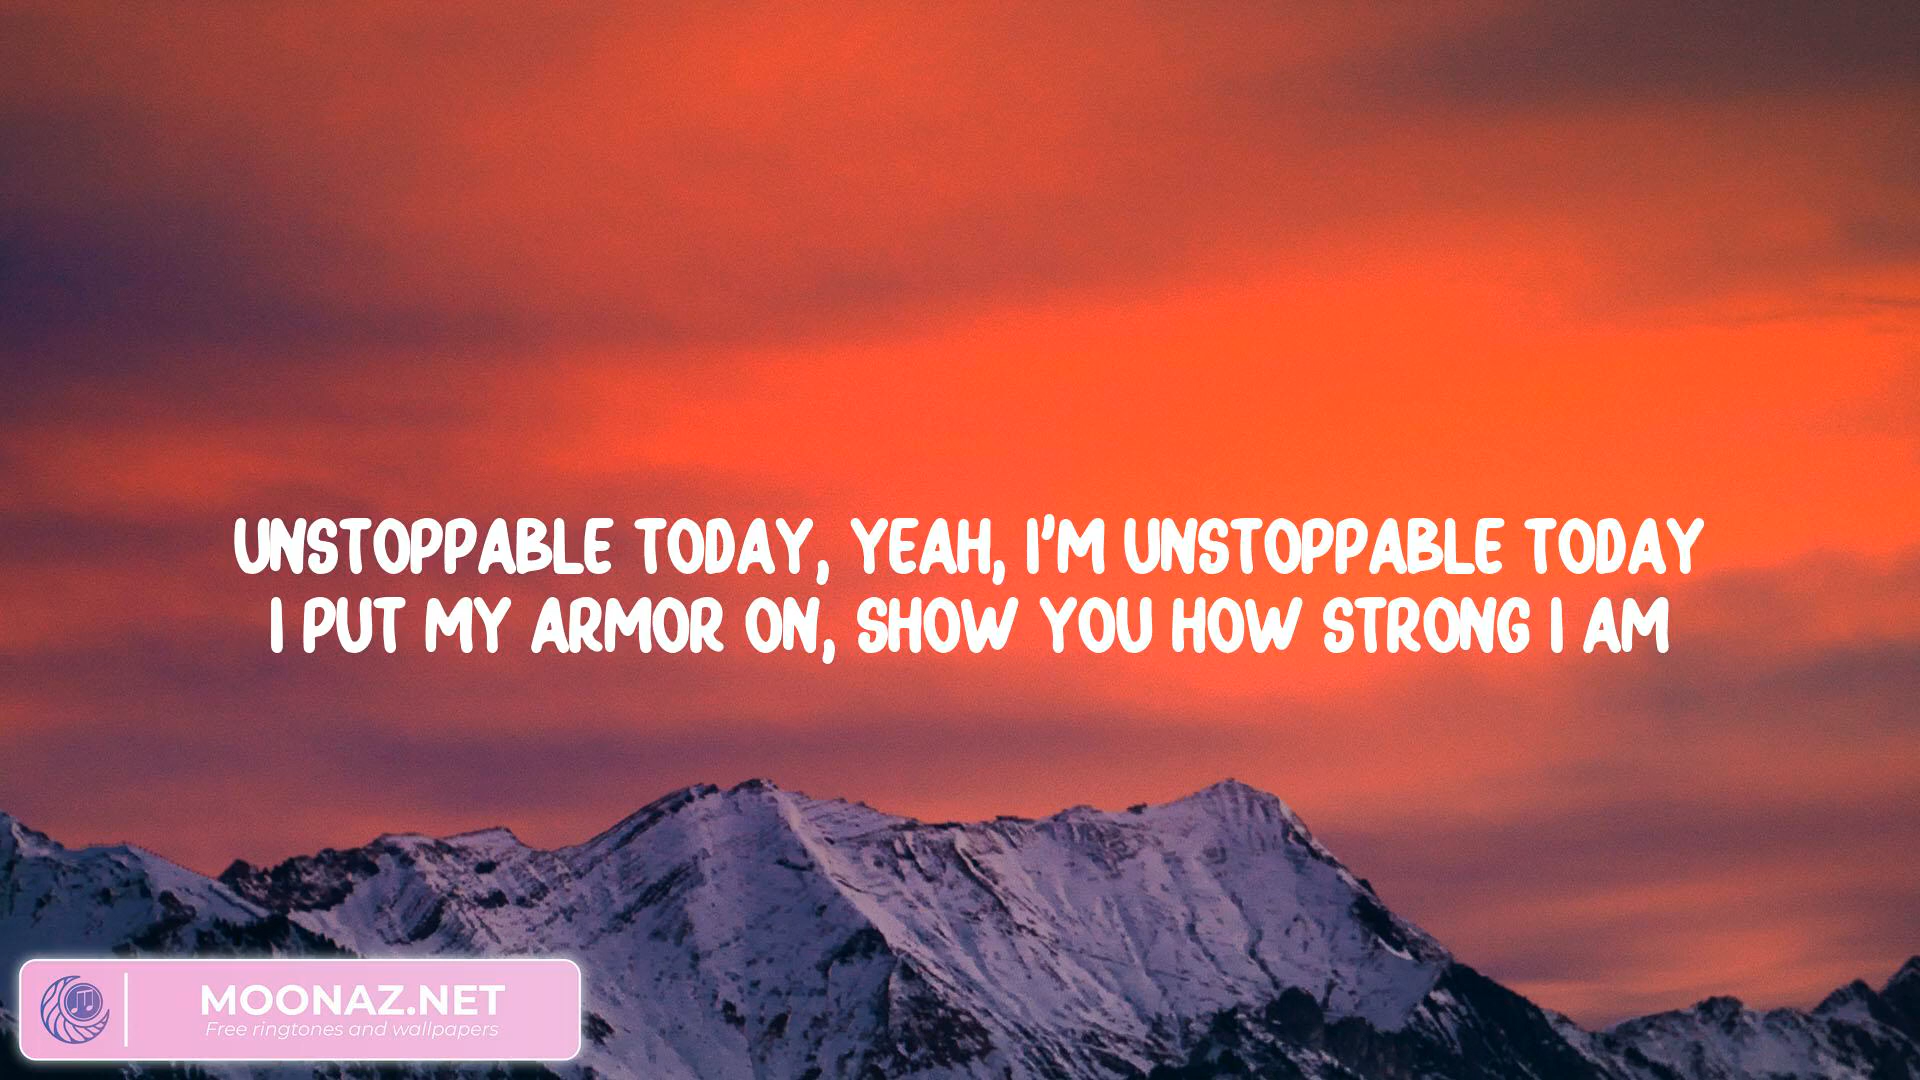 UNSTOPPABLE TODAY, YEAH, I'M UNSTOPPABLE TODAY
I PUT MY ARMOR ON, SHOW YOU HOW STRONG I AM
MOONAZ.NET
Free ringtones and wallpapers